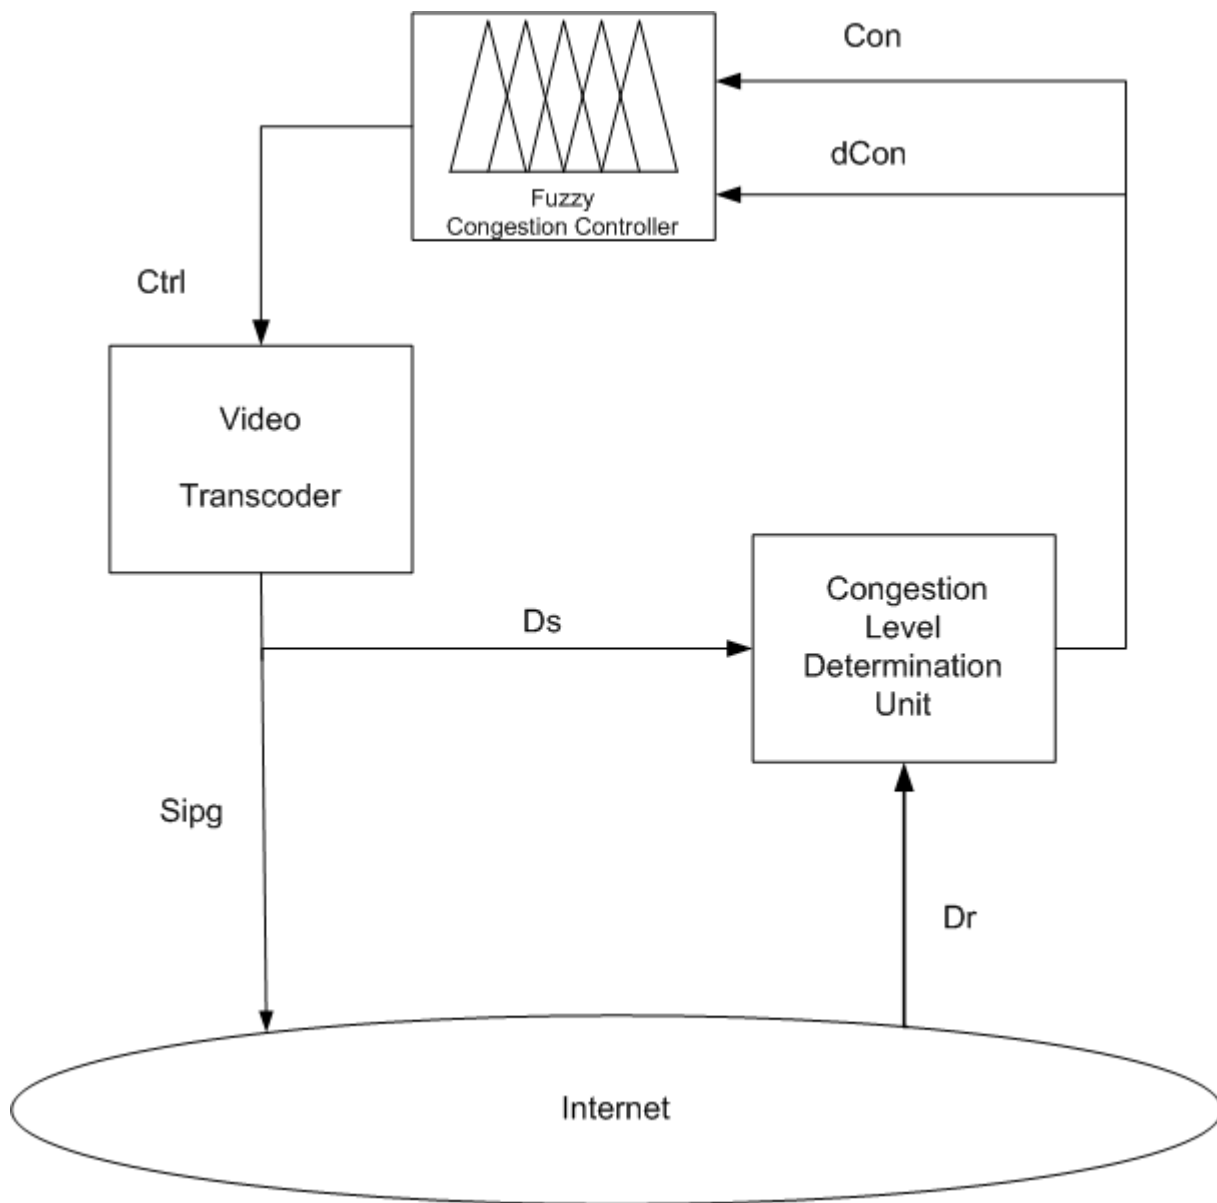 Con
dCon
Fuzzy
Congestion Controller
Ctrl
Video
Transcoder
Ds
Congestion
Level
Determination
Unit
Sipg
Dr
Internet